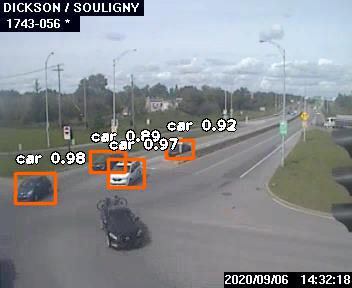 DICKSON / SOULIGNY
1743-056 *
car 0.92
car 0.89
car 0.97
car 0.98
2020/09/06 14:32:18